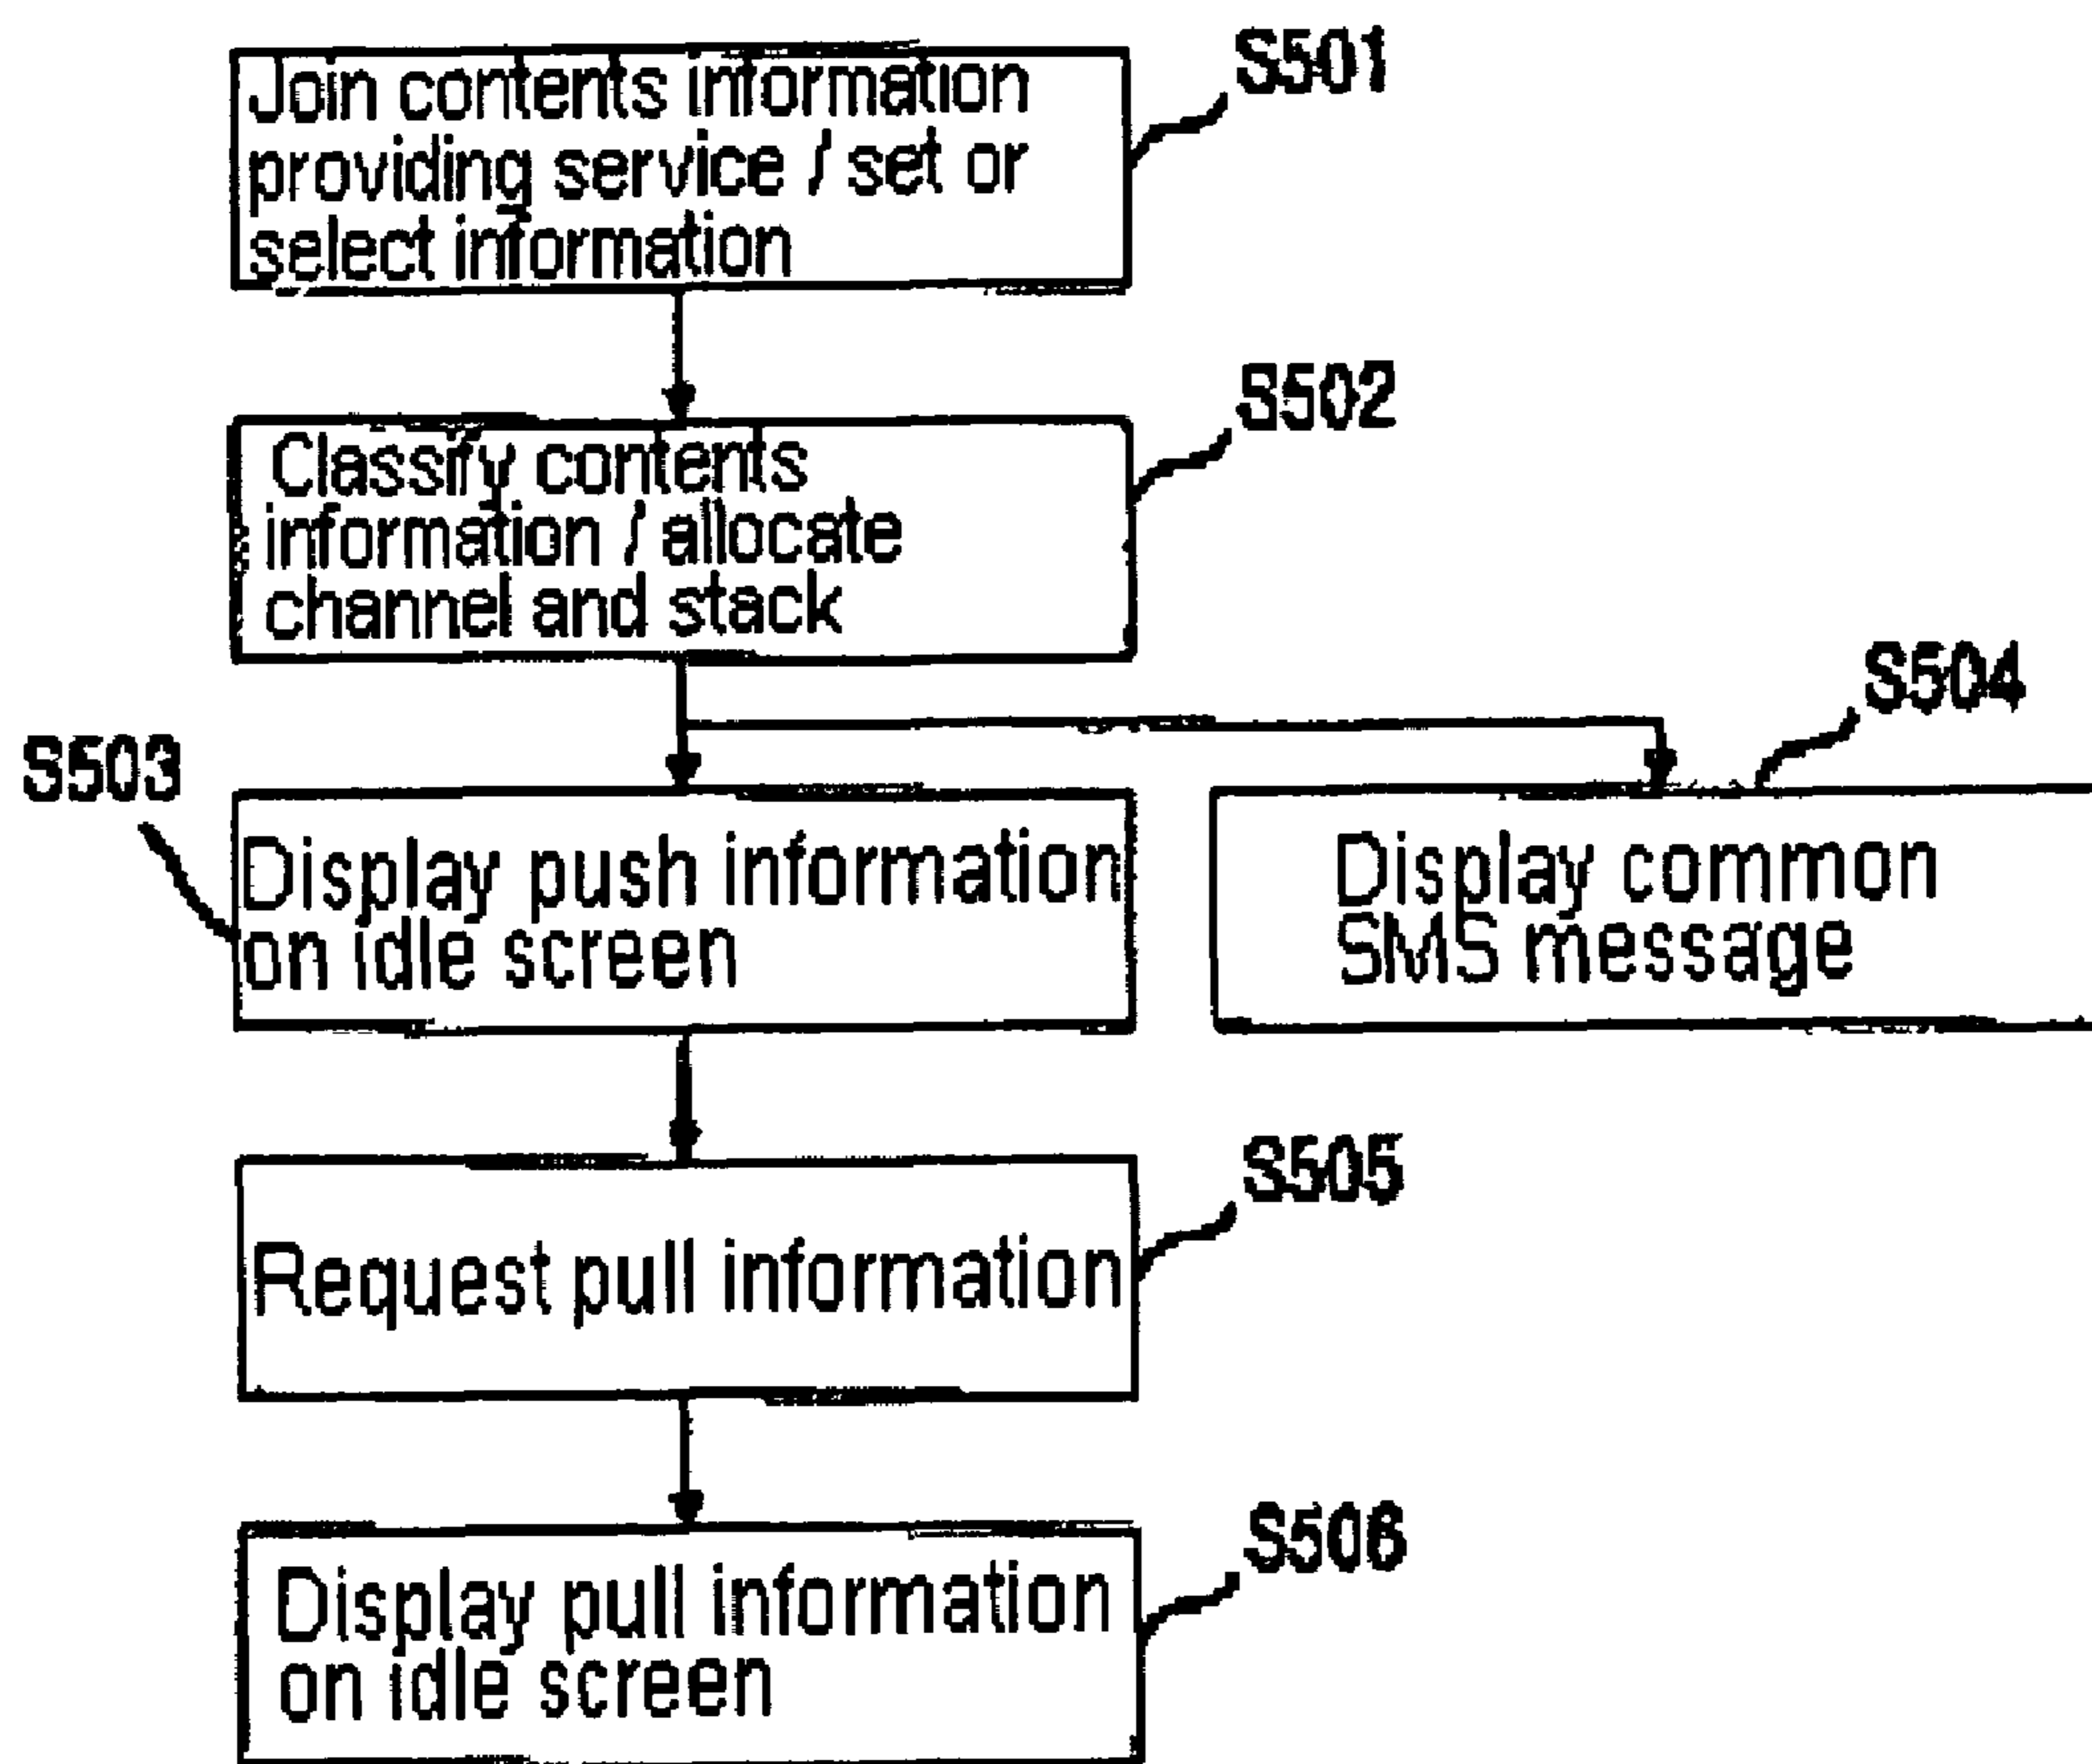 S501
Join contents information
providing service / set or
select information
S502
Classify contents
information / allocate
channel and stack
S503
Display push information
on idle screen
S504
Display common
SMS message
S505
Request pull information
S506
Display pull information
on idle screen